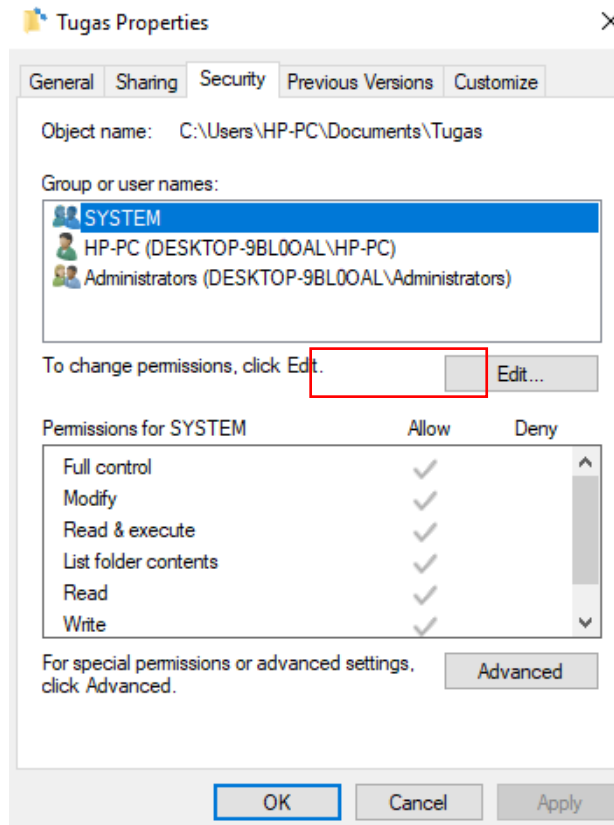 Tugas Properties
General Sharing Security Previous Versions Customize
Object name: C:\Users\HP-PC\Documents\Tugas
Group or user names:
SYSTEM
HP-PC (DESKTOP-9BL0OAL\HP-PC)
Administrators (DESKTOP-9BL0OAL\Administrators)
To change permissions, click Edit. Edit...
Permissions for SYSTEM Allow Deny
Full control
Modify
Read & execute
List folder contents
Read
Write
For special permissions or advanced settings, Advanced
click Advanced.
OK Cancel Apply